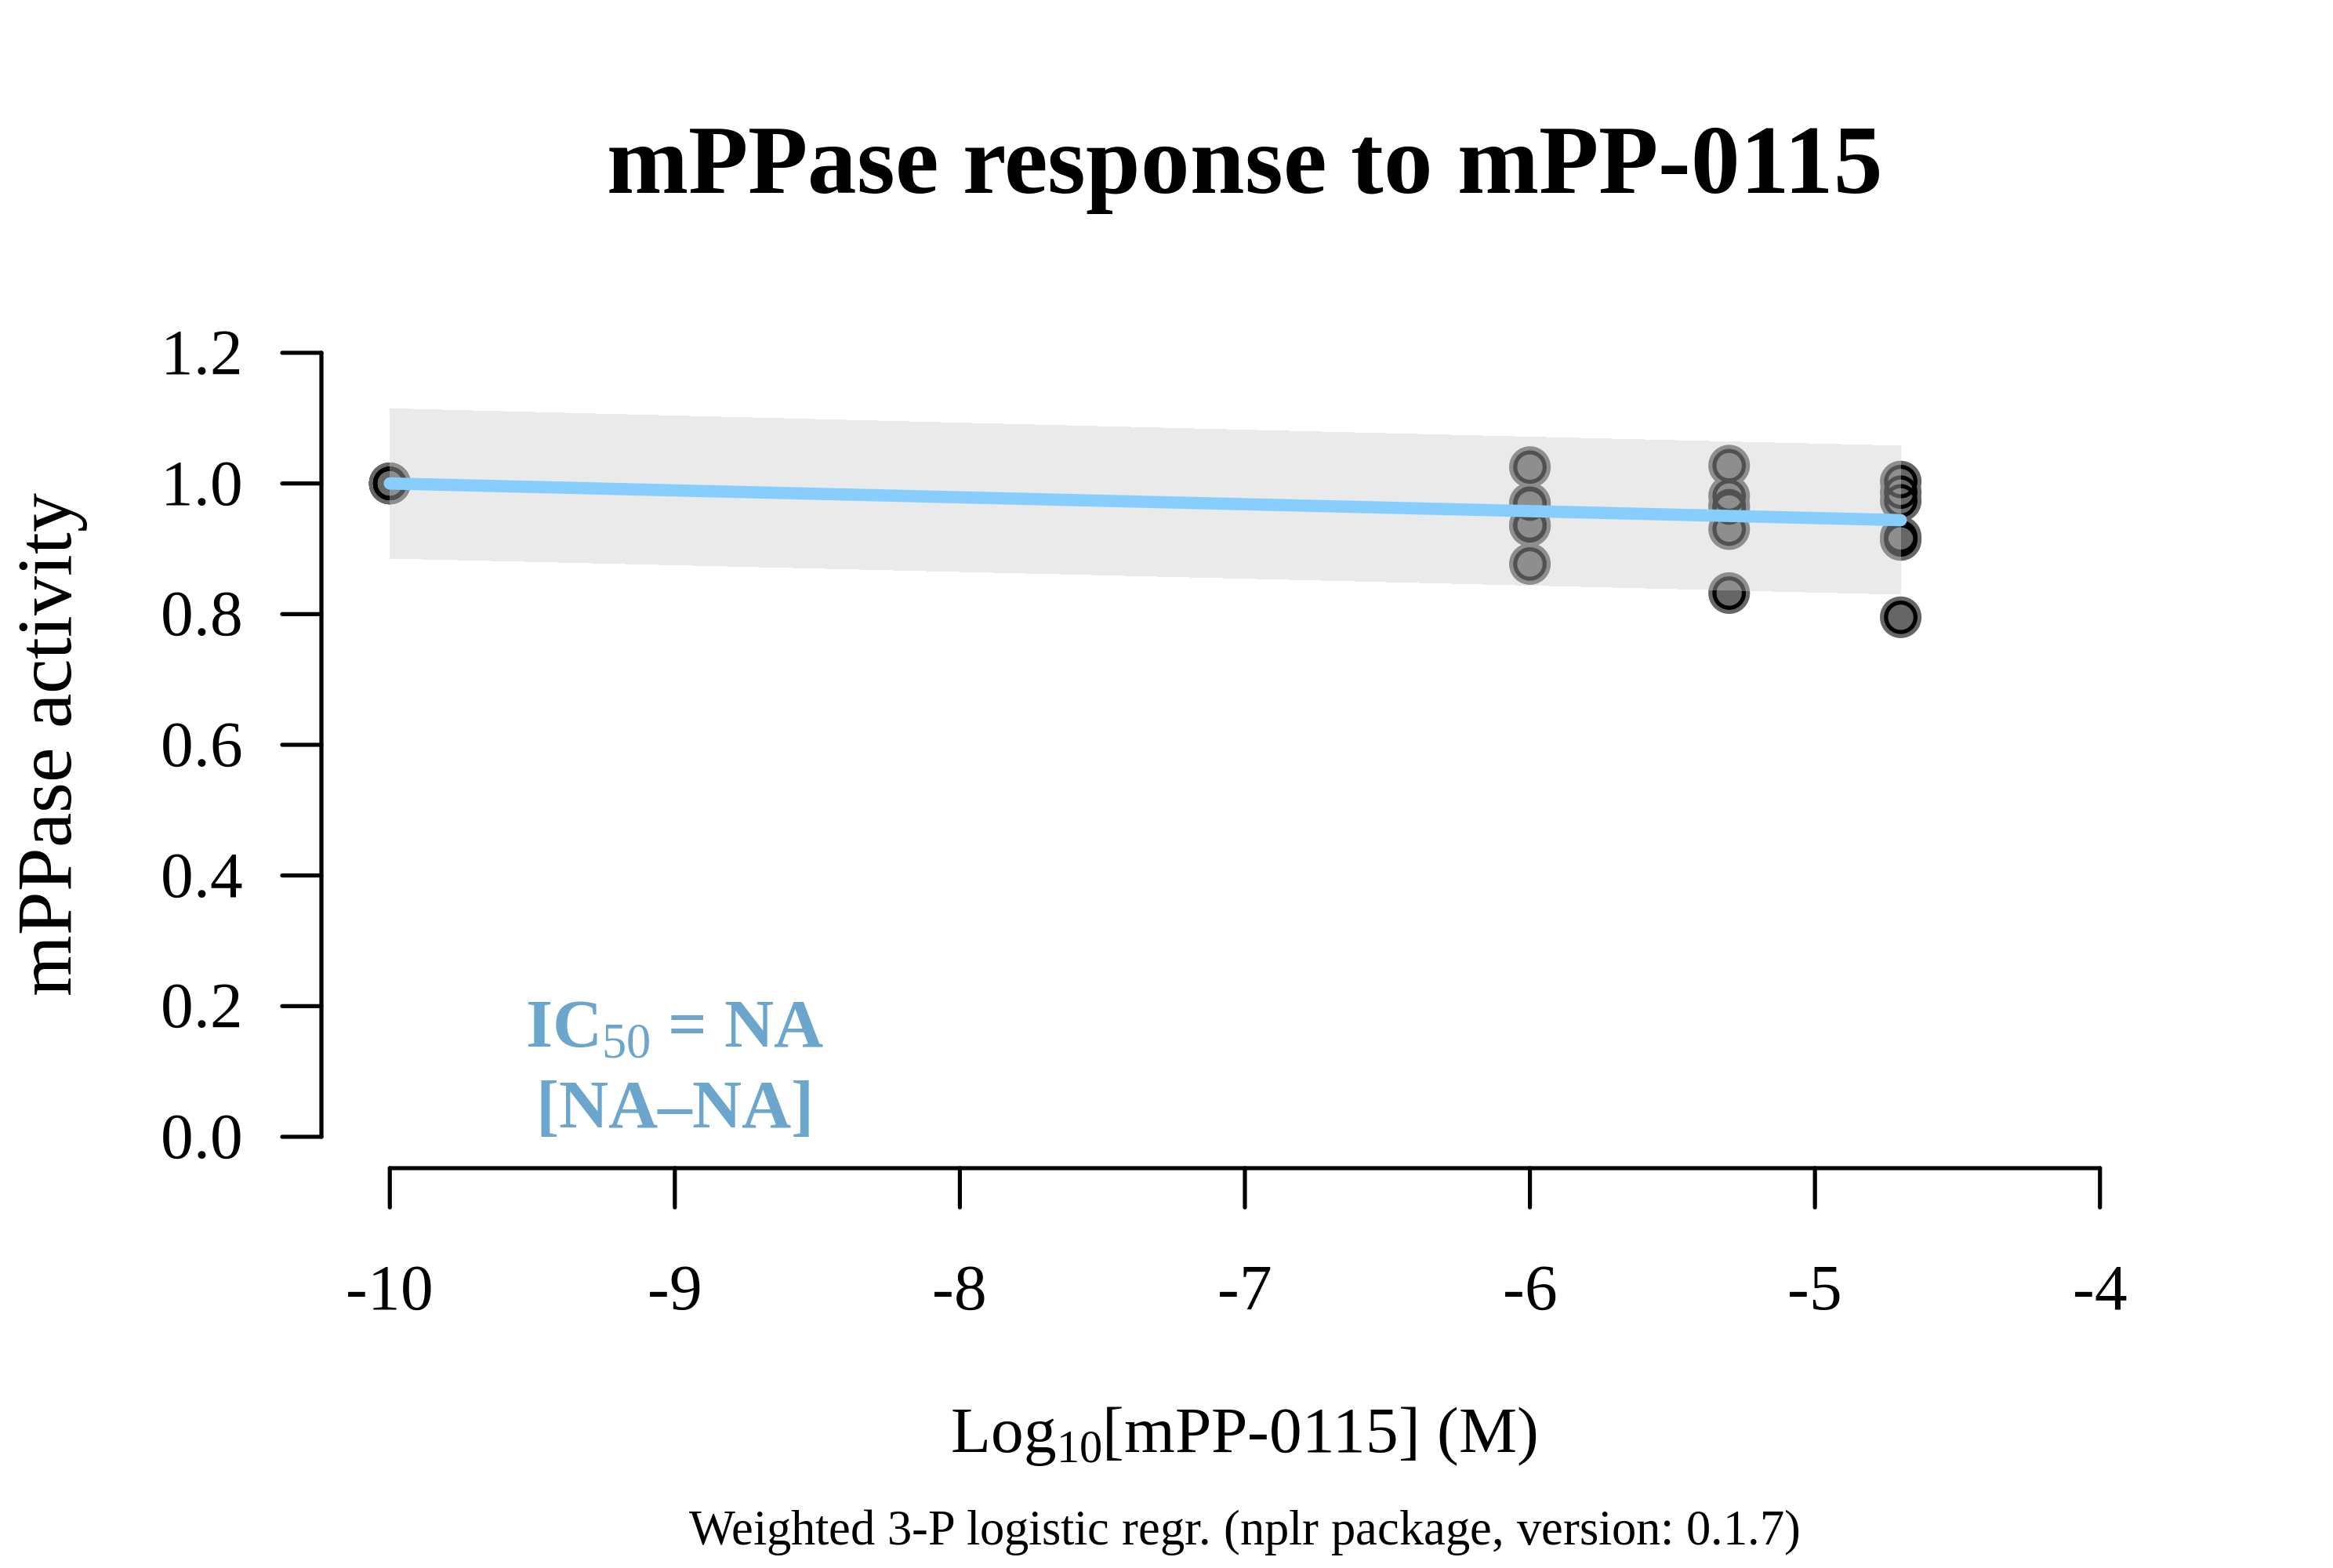 mPPase response to mPP-0115
mPPase activity
1.2
1.0
0.8
0.6
0.4
0.2
0.0
IC50 = NA
[NA–NA]
-10 -9 -8 -7 -6 -5 -4
Log10[mPP-0115] (M)
Weighted 3-P logistic regr. (nplr package, version: 0.1.7)